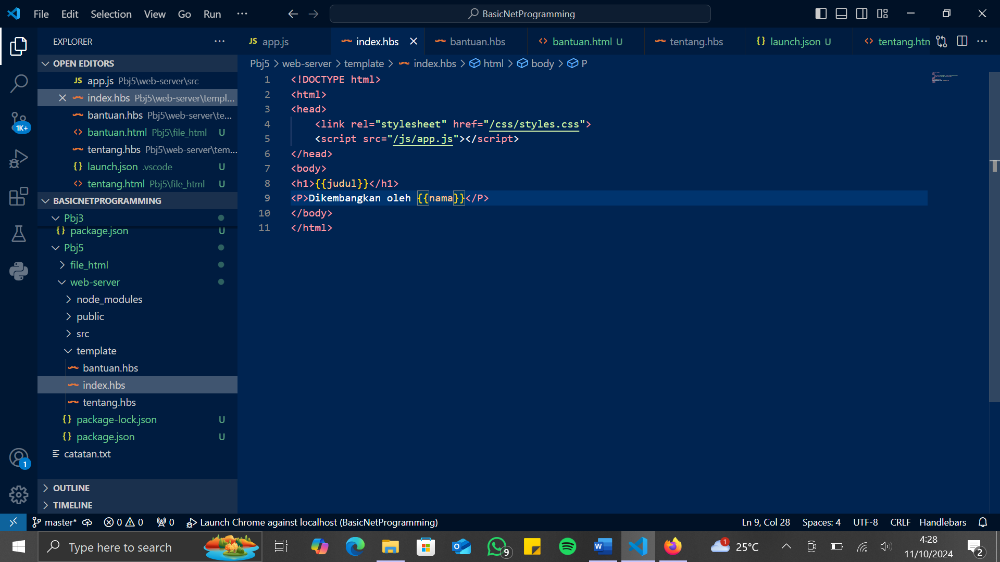 File Edit Selection View Go Run ··· BasicNetProgramming
EXPLORER ···
JS app.js index.hbs bantuan.hbs <> bantuan.html U tentang.hbs {} launch.json U <> tentang.htm ···
OPEN EDITORS
JS app.js Pbj5\web-server\src
index.hbs Pbj5\web-server\templ...
bantuan.hbs Pbj5\web-server\te...
<> bantuan.html Pbj5\file_html U
tentang.hbs Pbj5\web-server\tem...
{} launch.json .vscode U
<> tentang.html Pbj5\file_html U
BASICNETPROGRAMMING
Pbj3
{} package.json U
Pbj5
file_html
web-server
node_modules
public
src
template
bantuan.hbs
index.hbs
tentang.hbs
{} package-lock.json U
{} package.json U
catatan.txt
OUTLINE
TIMELINE
1K+
1
Pbj5 > web-server > template > index.hbs > html > body > P
1 <!DOCTYPE html>
2 <html>
3 <head>
4 <link rel="stylesheet" href="/css/styles.css">
5 <script src="/js/app.js"></script>
6 </head>
7 <body>
8 <h1>{{judul}}</h1>
9 <P>Dikembangkan oleh {{nama}}</P>
10 </body>
11 </html>
master* 0 0 0 Launch Chrome against localhost (BasicNetProgramming) Ln 9, Col 28 Spaces: 4 UTF-8 CRLF Handlebars
Type here to search 9 1 25°C 4:28
11/10/2024 2